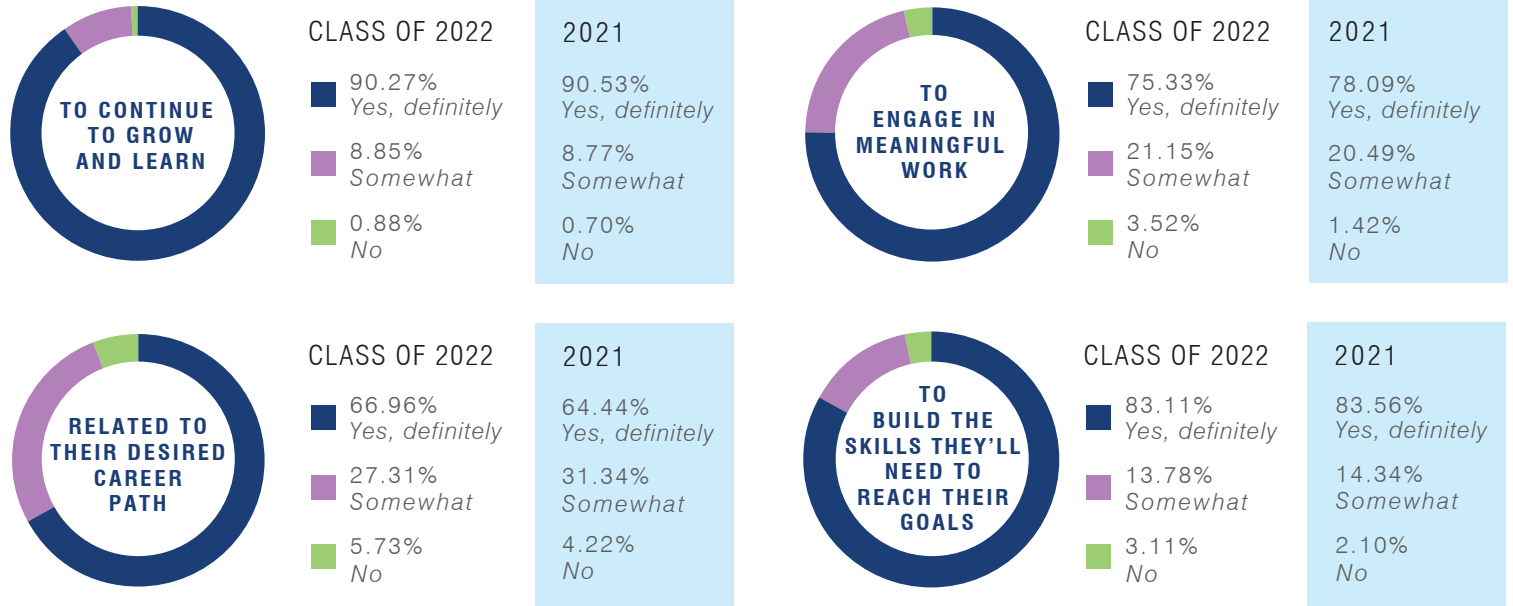 TO CONTINUE
TO GROW
AND LEARN
CLASS OF 2022
90.27%
Yes, definitely
8.85%
Somewhat
0.88%
No
2021
90.53%
Yes, definitely
8.77%
Somewhat
0.70%
No
TO
ENGAGE IN
MEANINGFUL
WORK
CLASS OF 2022
75.33%
Yes, definitely
21.15%
Somewhat
3.52%
No
2021
78.09%
Yes, definitely
20.49%
Somewhat
1.42%
No
RELATED TO
THEIR DESIRED
CAREER
PATH
CLASS OF 2022
66.96%
Yes, definitely
27.31%
Somewhat
5.73%
No
2021
64.44%
Yes, definitely
31.34%
Somewhat
4.22%
No
TO
BUILD THE
SKILLS THEY'LL
NEED TO
REACH THEIR
GOALS
CLASS OF 2022
83.11%
Yes, definitely
13.78%
Somewhat
3.11%
No
2021
83.56%
Yes, definitely
14.34%
Somewhat
2.10%
No